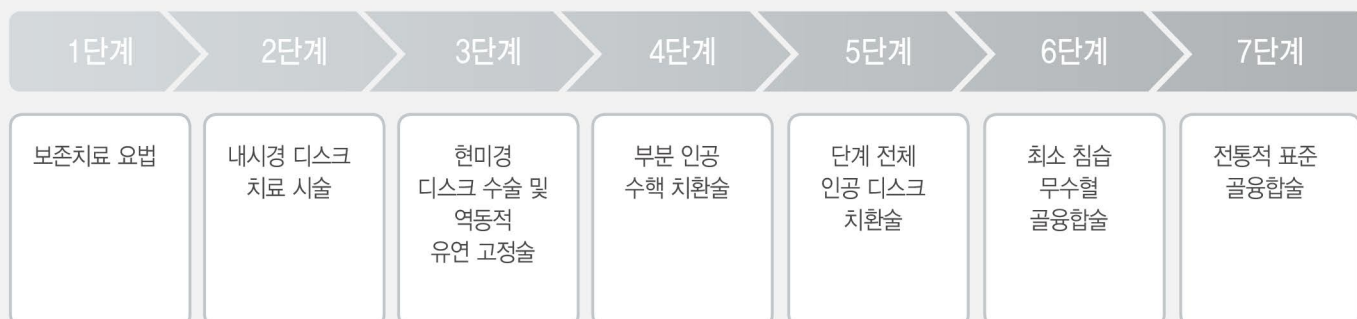 1단계
2단계
3단계
4단계
5단계
6단계
7단계
보존치료 요법
내시경 디스크
치료 시술
현미경
디스크 수술 및
역동적
유연 고정술
부분 인공
수핵 치환술
단계 전체
인공 디스크
치환술
최소 침습
무수혈
골융합술
전통적 표준
골융합술